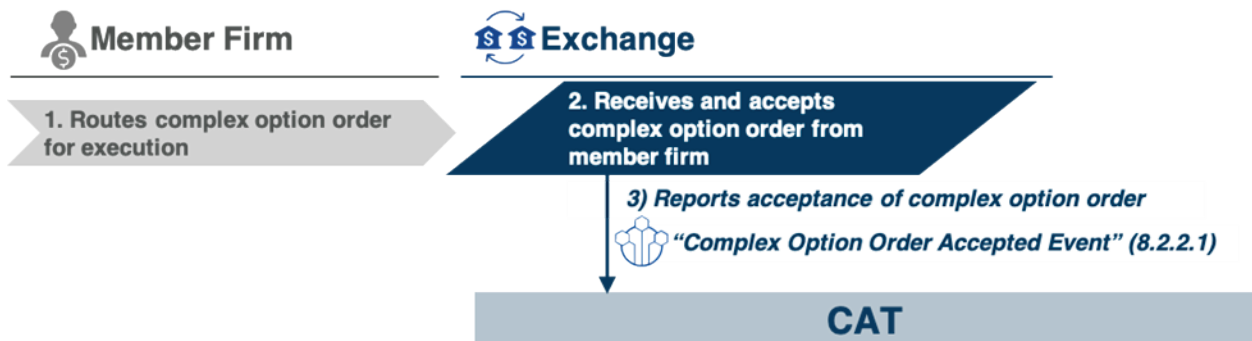 Member Firm
$
$ $
Exchange
1. Routes complex option order
for execution
2. Receives and accepts
complex option order from
member firm
3) Reports acceptance of complex option order
“Complex Option Order Accepted Event” (8.2.2.1)
CAT